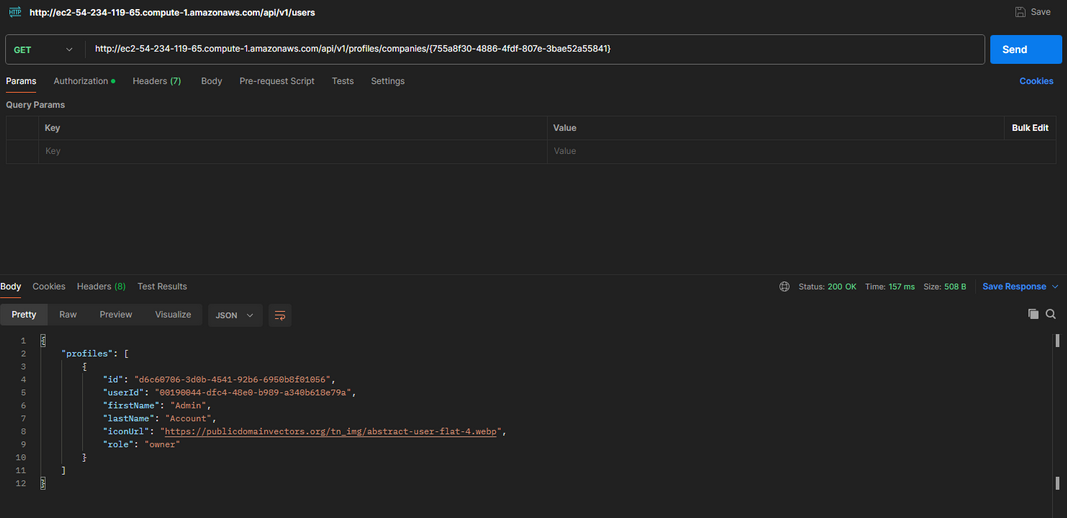 HTTP http://ec2-54-234-119-65.compute-1.amazonaws.com/api/v1/users Save
GET http://ec2-54-234-119-65.compute-1.amazonaws.com/api/v1/profiles/companies/{755a8f30-4886-4fdf-807e-3bae52a55841} Send
Params Authorization Headers (7) Body Pre-request Script Tests Settings Cookies
Query Params
Key Value Bulk Edit
Key Value
Body Cookies Headers (8) Test Results Status: 200 OK Time: 157 ms Size: 508 B Save Response
Pretty Raw Preview Visualize JSON
1 {
2 "profiles": [
3 {
4 "id": "d6c60706-3d0b-4541-92b6-6950b8f01056",
5 "userId": "00190044-dfc4-48e0-b989-a340b618e79a",
6 "firstName": "Admin",
7 "lastName": "Account",
8 "iconUrl": "https://publicdomainvectors.org/tn_img/abstract-user-flat-4.webp",
9 "role": "owner"
10 }
11 ]
12 }